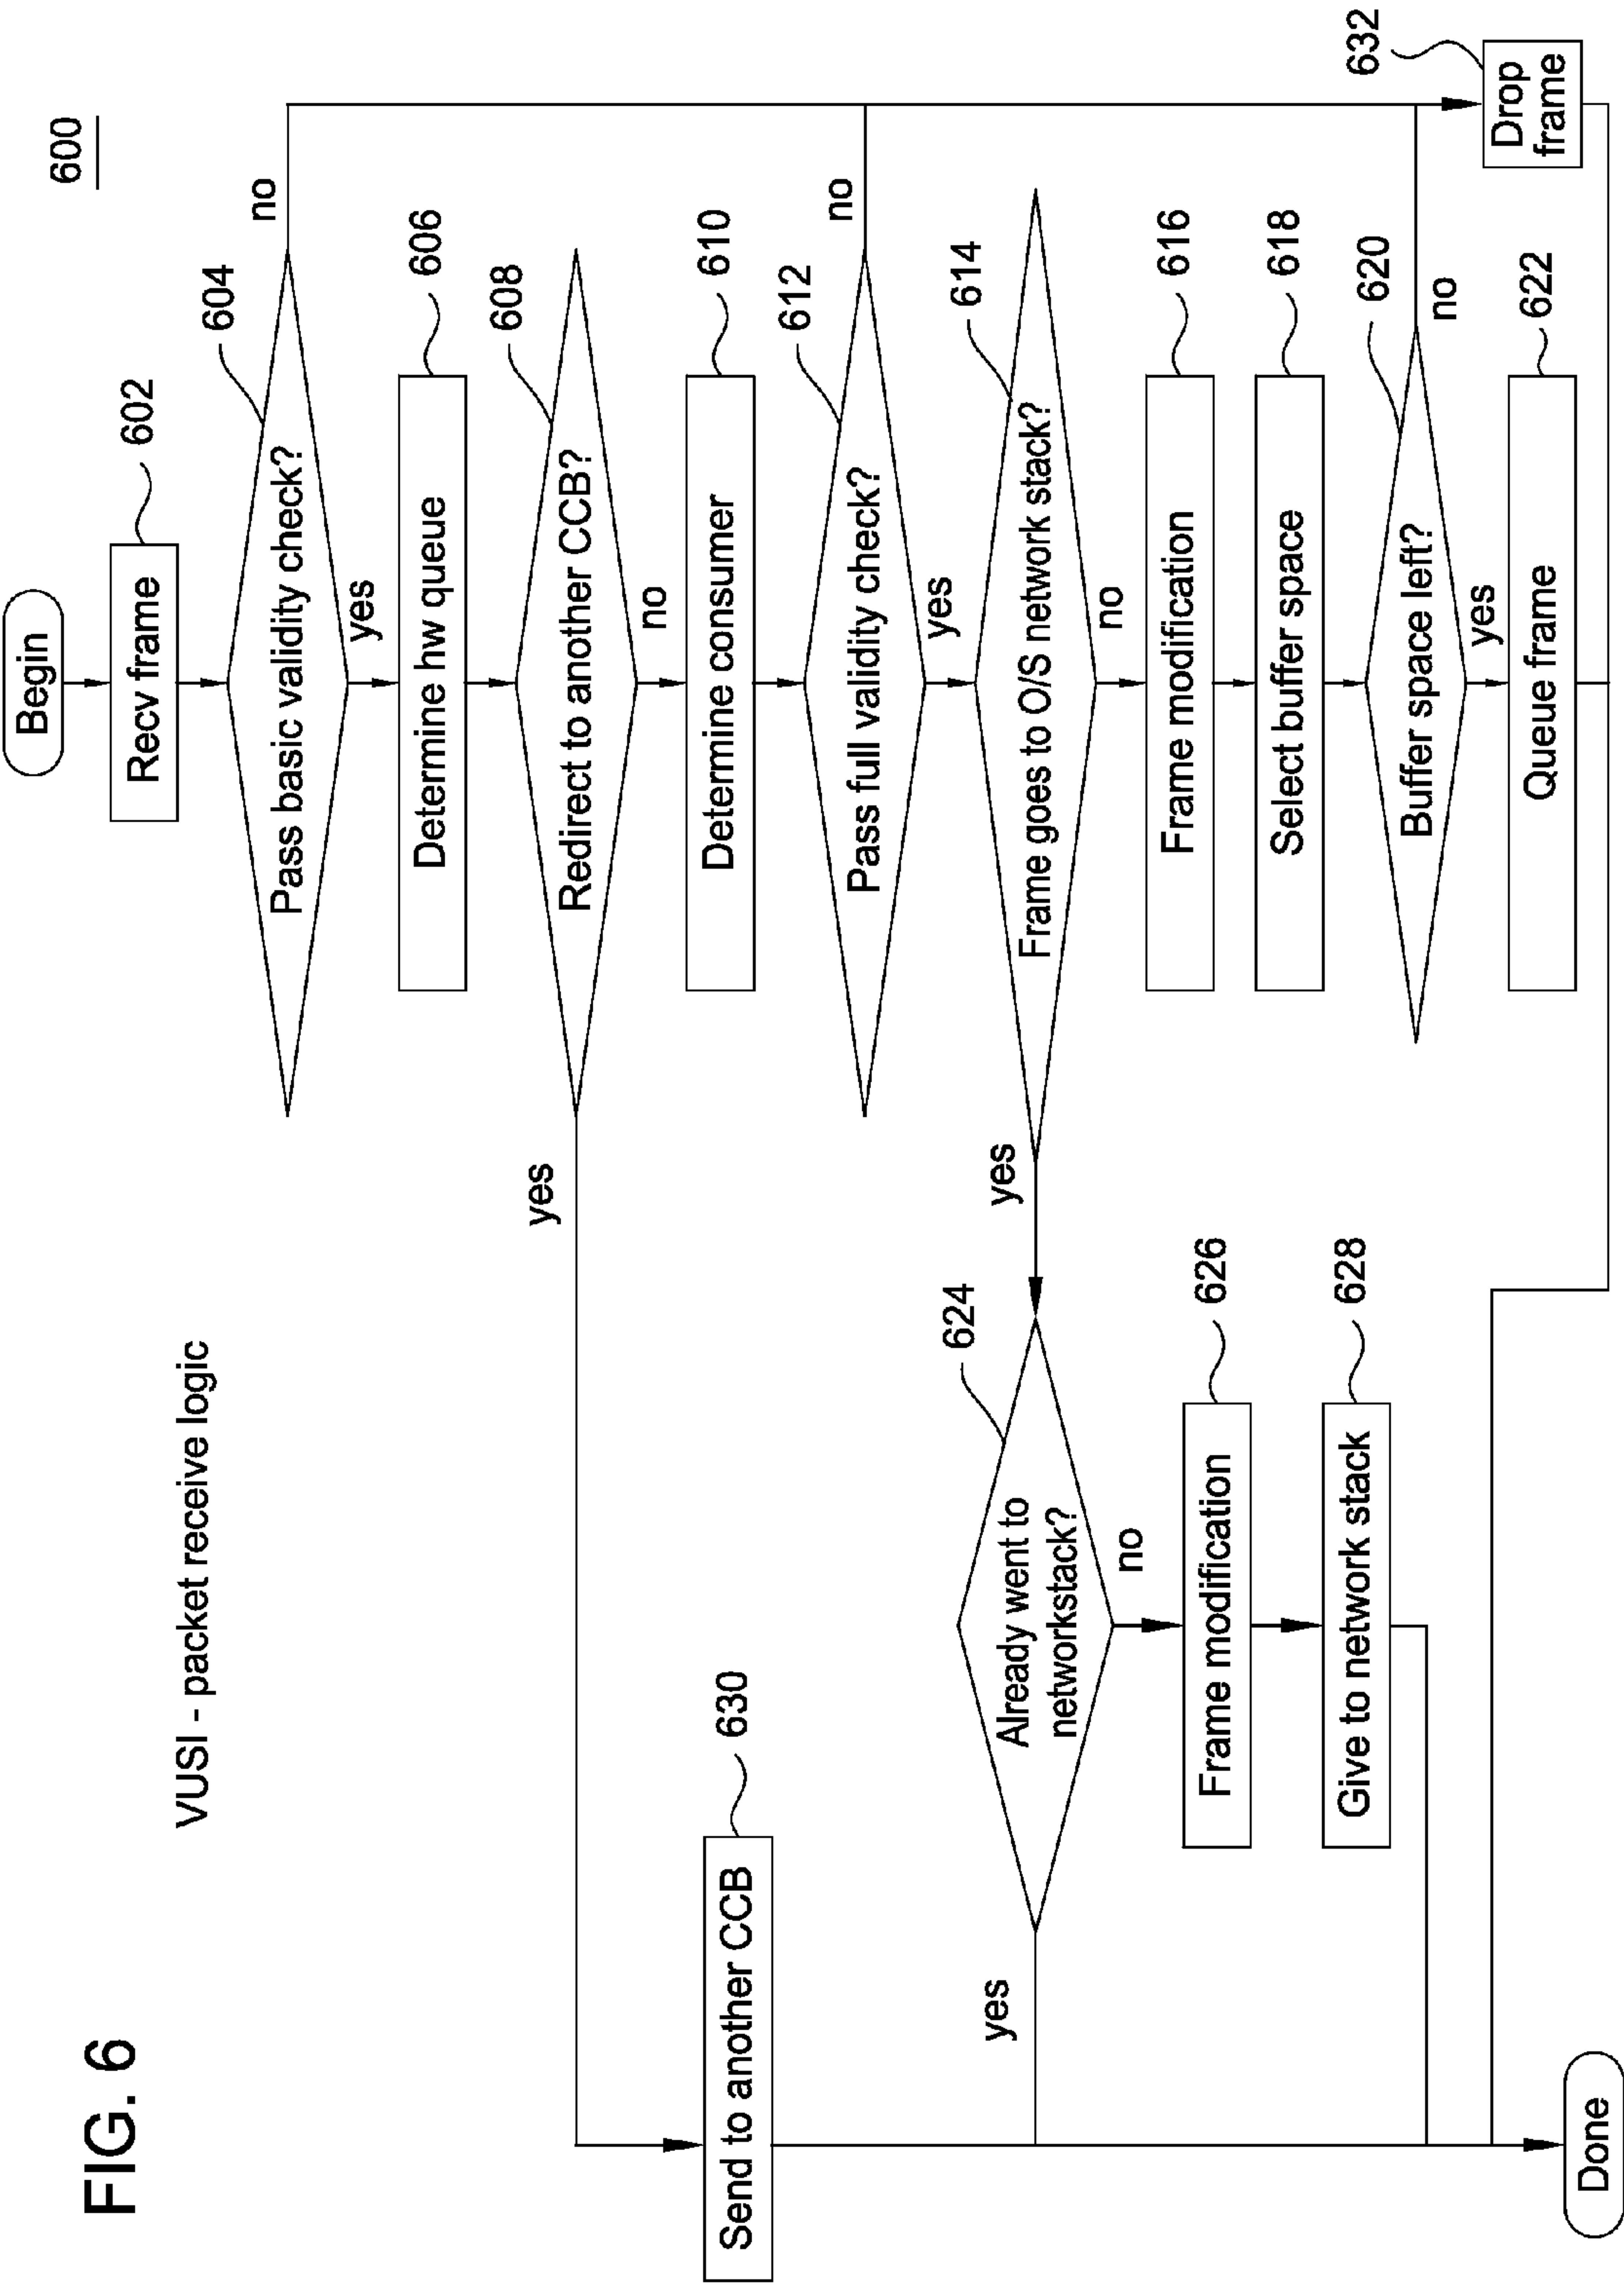 FIG. 6
VUSI - packet receive logic
600
Begin
Recv frame
602
Pass basic validity check?
604
no
yes
Determine hw queue
606
Redirect to another CCB?
608
yes
no
Send to another CCB
630
Determine consumer
610
Pass full validity check?
612
no
yes
Frame goes to O/S network stack?
614
yes
no
Already went to
networkstack?
624
yes
no
Frame modification
626
Give to network stack
628
Frame modification
616
Select buffer space
618
Buffer space left?
620
no
yes
Queue frame
622
Drop
frame
632
Done